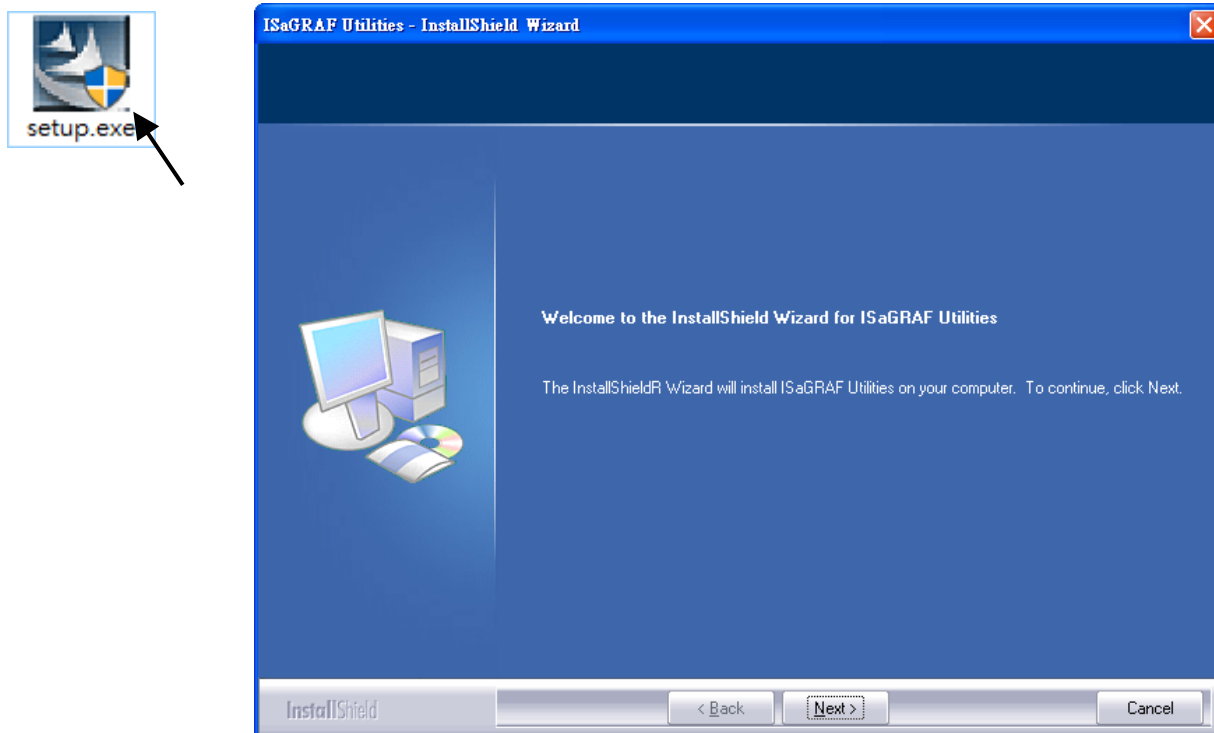 setup.exe
ISaGRAF Utilities - InstallShield Wizard
Welcome to the InstallShield Wizard for ISaGRAF Utilities
The InstallShieldR Wizard will install ISaGRAF Utilities on your computer. To continue, click Next.
InstallShield
< Back
Next >
Cancel